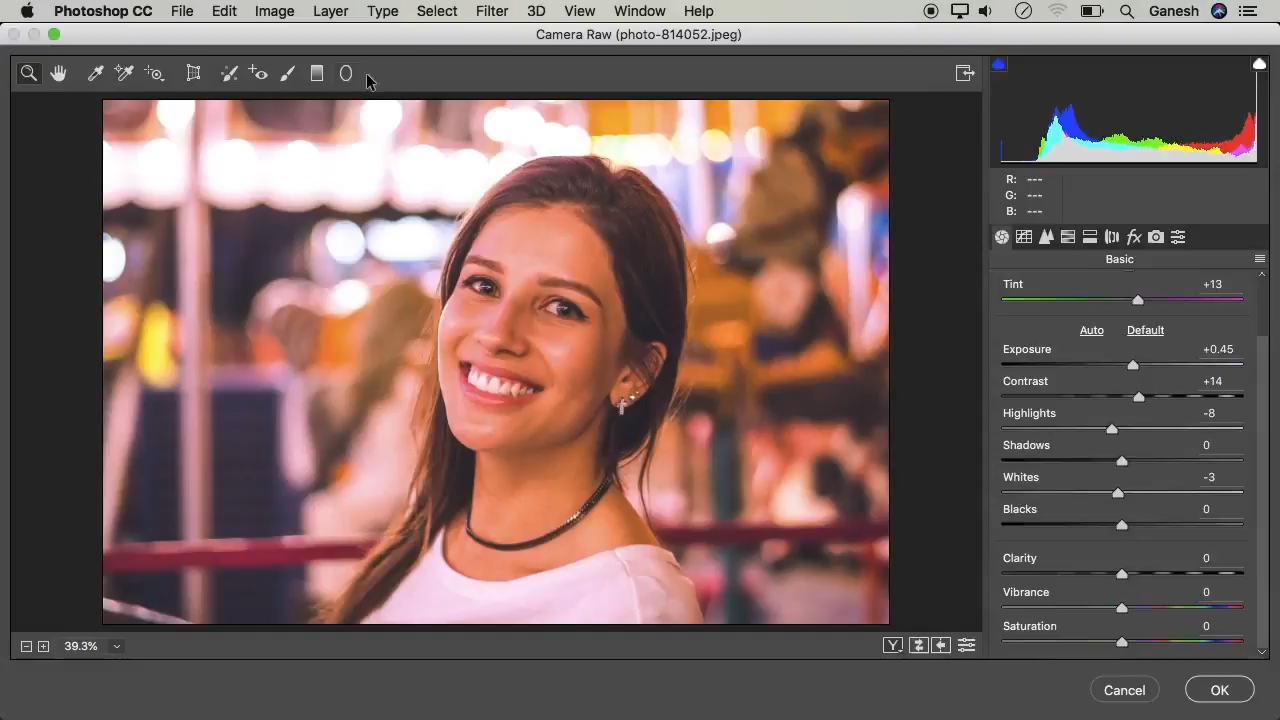 Photoshop CC File Edit Image Layer Type Select Filter 3D View Window Help Ganesh
Camera Raw (photo-814052.jpeg)
R: ---
G: ---
B: ---
fx
Basic
Tint +13
Auto Default
Exposure +0.45
Contrast +14
Highlights -8
Shadows 0
Whites -3
Blacks 0
Clarity 0
Vibrance 0
Saturation 0
39.3% Y
Cancel OK